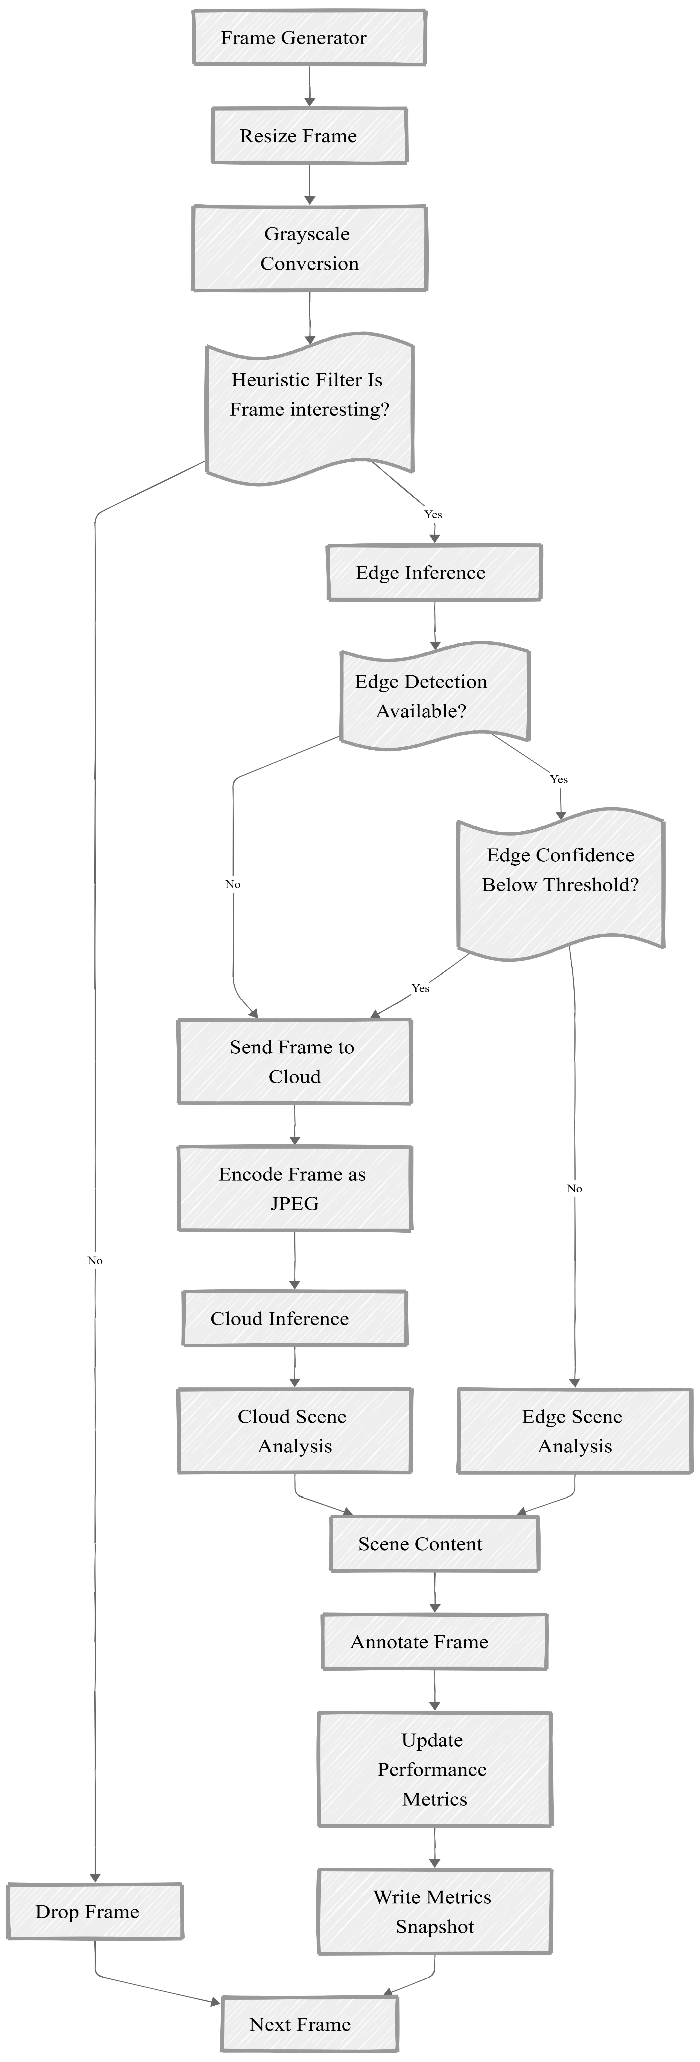 Frame Generator
Resize Frame
Grayscale
Conversion
Heuristic Filter Is
Frame interesting?
Yes
Edge Inference
Edge Detection
Available?
Yes
Edge Confidence
Below Threshold?
No
Yes
Send Frame to
Cloud
Encode Frame as
JPEG
No
No
Cloud Inference
Cloud Scene
Analysis
Edge Scene
Analysis
Scene Content
Annotate Frame
Update
Performance
Metrics
Write Metrics
Snapshot
Drop Frame
Next Frame